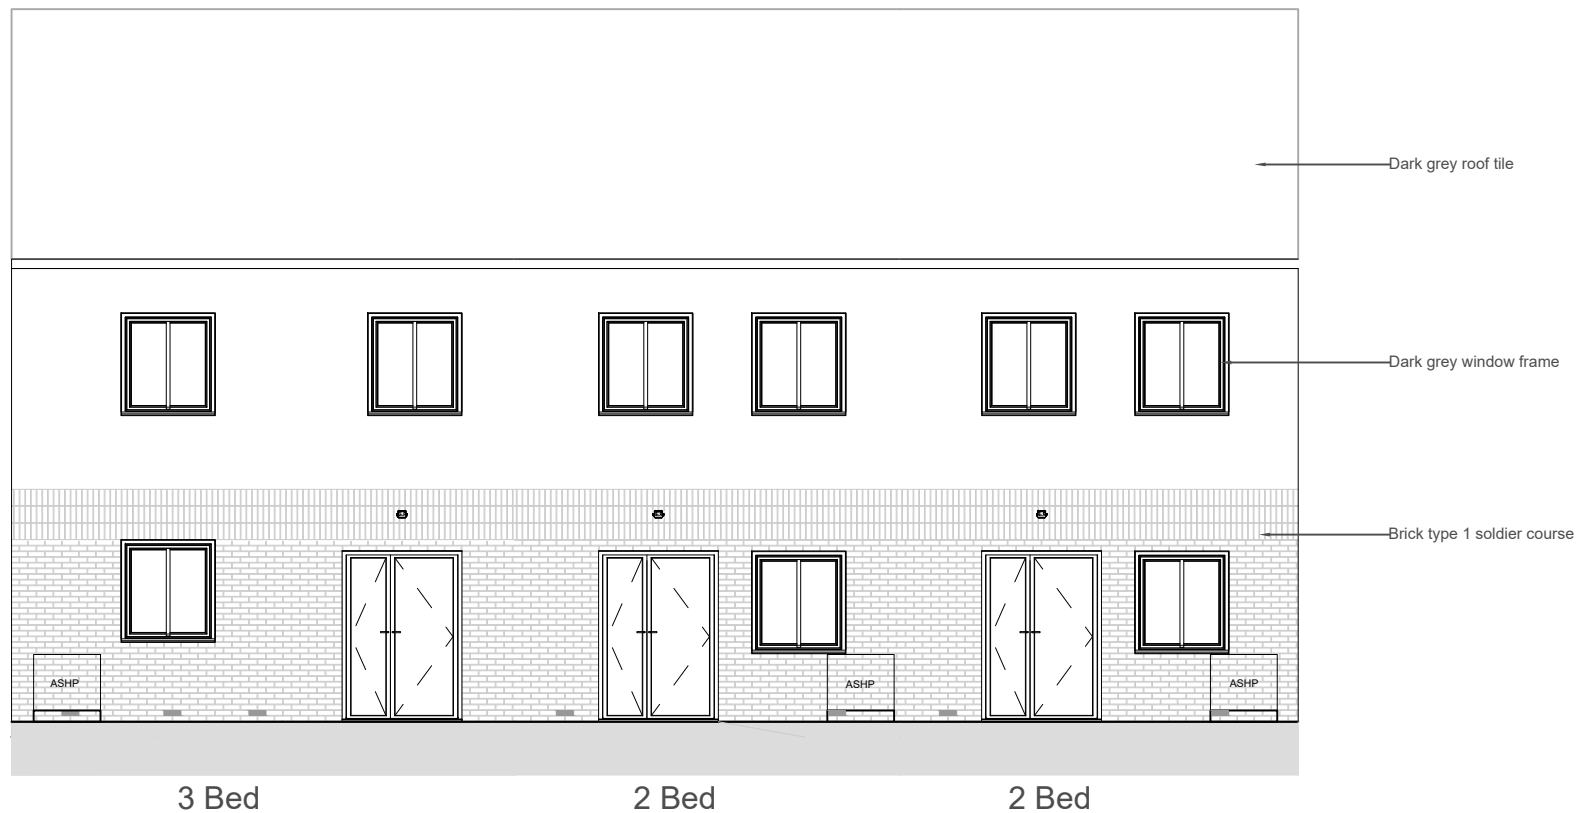 Dark grey roof tile
Dark grey window frame
Brick type 1 soldier course
ASHP
ASHP
ASHP
3 Bed
2 Bed
2 Bed